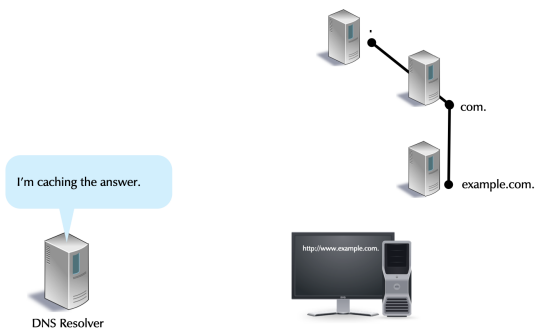 .
com.
example.com.
I'm caching the answer.
http://www.example.com.
DNS Resolver